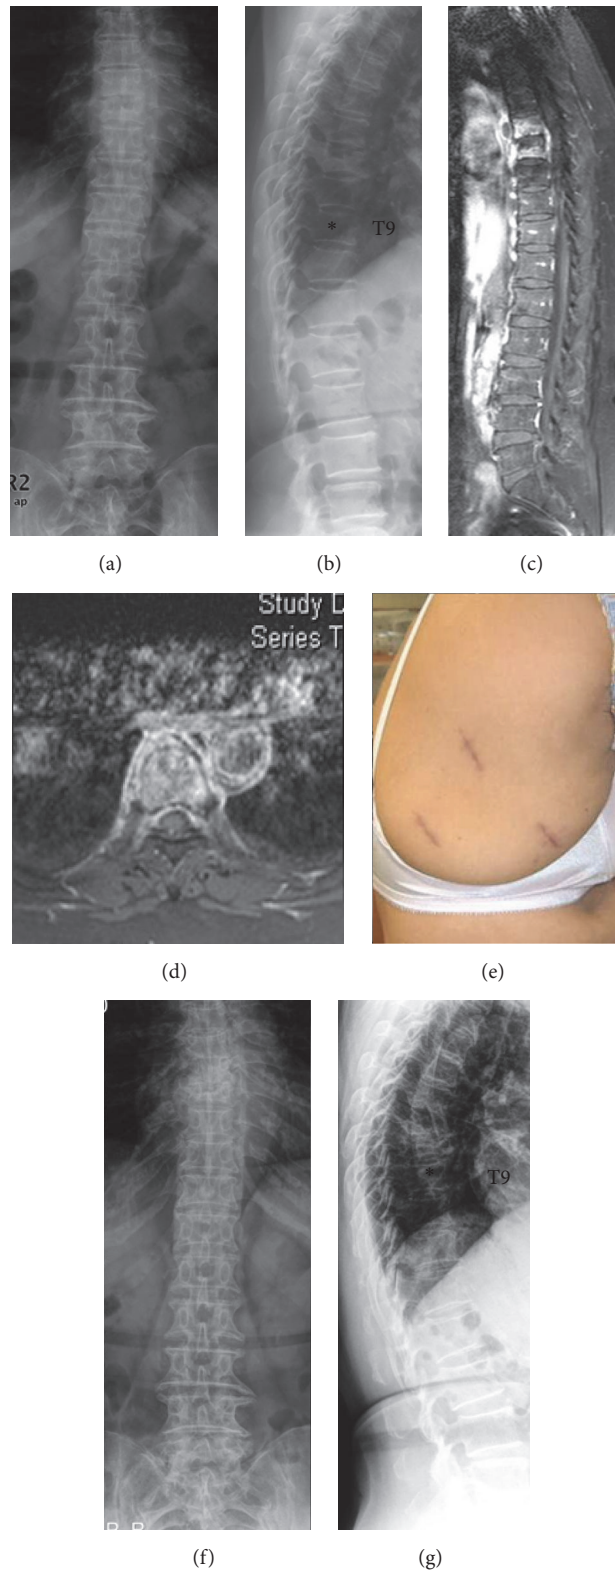 R2
ap
(a)
* T9
(b)
(c)
Study D
Series T
(d)
(e)
(f)
* T9
(g)